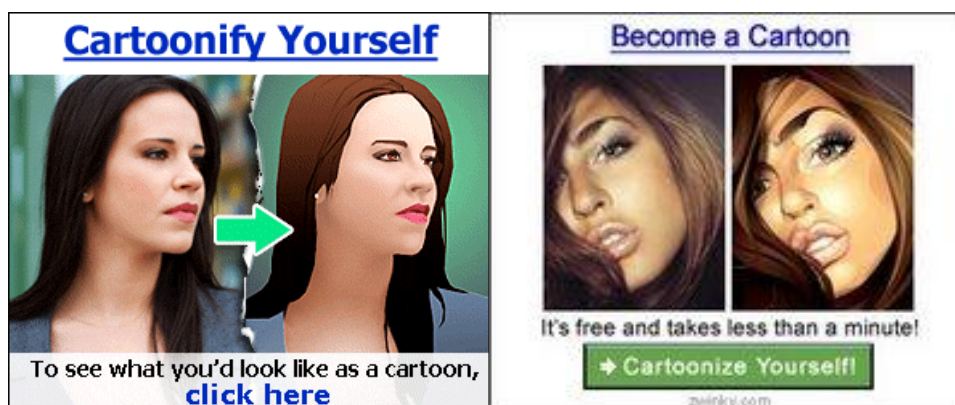 Cartoonify Yourself
To see what you'd look like as a cartoon,
click here
Become a Cartoon
It's free and takes less than a minute!
Cartoonize Yourself!
zwinky.com